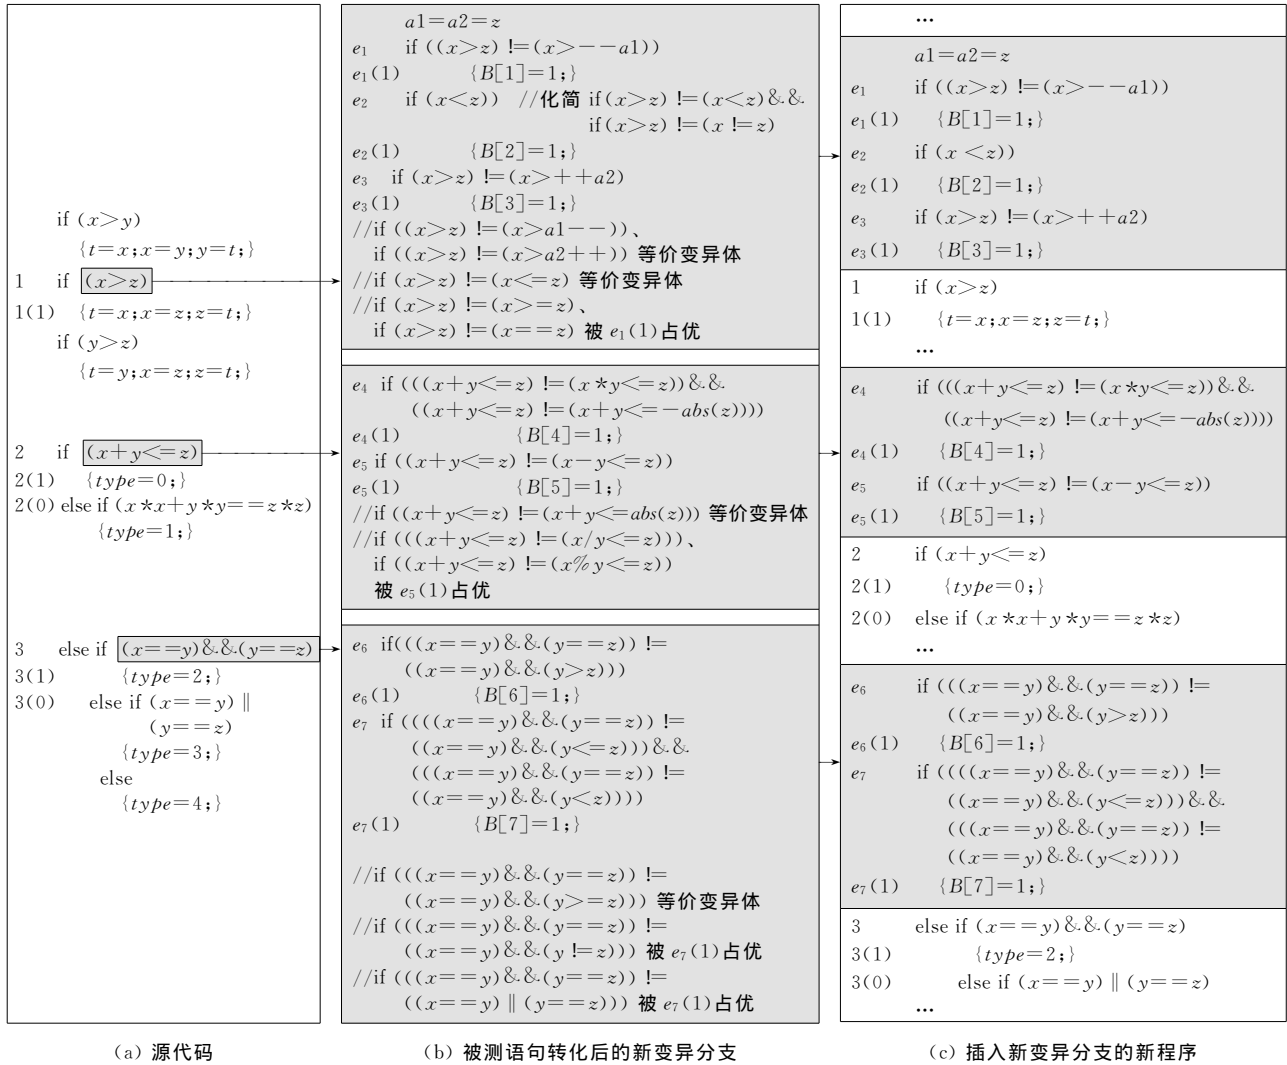 if (x>y)
{t=x;x=y;y=t;}
1 if (x>z)
1(1) {t=x;x=z;z=t;}
if (y>z)
{t=y;x=z;z=t;}
2 if (x+y<=z)
2(1) {type=0;}
2(0) else if (x*x+y*y==z*z)
{type=1;}
3 else if (x==y)&&(y==z)
3(1) {type=2;}
3(0) else if (x==y) ||
(y==z)
{type=3;}
else
{type=4;}
(a) 源代码
a1=a2=z
e1 if ((x>z) !=(x>--a1))
e1(1) {B[1]=1;}
e2 if (x<z)) //化简 if(x>z) !=(x<z)&&
if(x>z) !=(x !=z)
e2(1) {B[2]=1;}
e3 if (x>z) !=(x>++a2)
e3(1) {B[3]=1;}
//if ((x>z) !=(x>a1--))、
if ((x>z) !=(x>a2++)) 等价变异体
//if (x>z) !=(x<=z) 等价变异体
//if (x>z) !=(x>=z)、
if (x>z) !=(x==z) 被 e1(1)占优
e4 if (((x+y<=z) !=(x*y<=z))&&
((x+y<=z) !=(x+y<=-abs(z))))
e4(1) {B[4]=1;}
e5 if ((x+y<=z) !=(x-y<=z))
e5(1) {B[5]=1;}
//if ((x+y<=z) !=(x+y<=abs(z))) 等价变异体
//if (((x+y<=z) !=(x/y<=z)))、
if ((x+y<=z) !=(x%y<=z))
被 e5(1)占优
e6 if(((x==y)&&(y==z)) !=
((x==y)&&(y>z)))
e6(1) {B[6]=1;}
e7 if ((((x==y)&&(y==z)) !=
((x==y)&&(y<=z)))&&
(((x==y)&&(y==z)) !=
((x==y)&&(y<z))))
e7(1) {B[7]=1;}
//if (((x==y)&&(y==z)) !=
((x==y)&&(y>=z))) 等价变异体
//if (((x==y)&&(y==z)) !=
((x==y)&&(y !=z))) 被 e7(1)占优
//if (((x==y)&&(y==z)) !=
((x==y) || (y==z))) 被 e7(1)占优
(b) 被测语句转化后的新变异分支
…
a1=a2=z
e1 if ((x>z) !=(x>--a1))
e1(1) {B[1]=1;}
e2 if (x <z))
e2(1) {B[2]=1;}
e3 if (x>z) !=(x>++a2)
e3(1) {B[3]=1;}
1 if (x>z)
1(1) {t=x;x=z;z=t;}
…
e4 if (((x+y<=z) !=(x*y<=z))&&
((x+y<=z) !=(x+y<=-abs(z))))
e4(1) {B[4]=1;}
e5 if ((x+y<=z) !=(x-y<=z))
e5(1) {B[5]=1;}
2 if (x+y<=z)
2(1) {type=0;}
2(0) else if (x*x+y*y==z*z)
…
e6 if (((x==y)&&(y==z)) !=
((x==y)&&(y>z)))
e6(1) {B[6]=1;}
e7 if ((((x==y)&&(y==z)) !=
((x==y)&&(y<=z)))&&
(((x==y)&&(y==z)) !=
((x==y)&&(y<z))))
e7(1) {B[7]=1;}
3 else if (x==y)&&(y==z)
3(1) {type=2;}
3(0) else if (x==y) || (y==z)
…
(c) 插入新变异分支的新程序